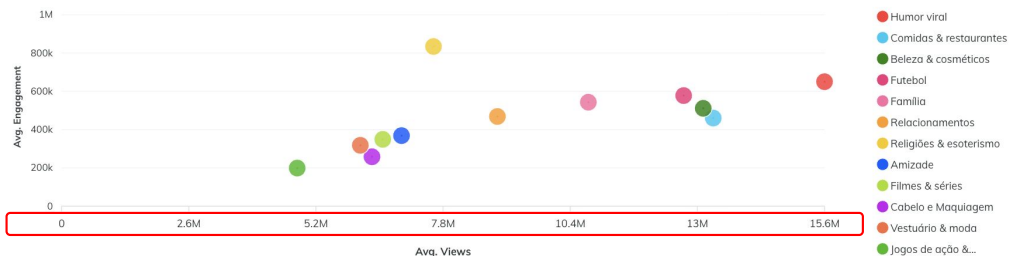 1M
800k
600k
400k
200k
0
Avg. Engagement
0 2.6M 5.2M 7.8M 10.4M 13M 15.6M
Avg. Views
Humor viral
Comidas & restaurantes
Beleza & cosméticos
Futebol
Família
Relacionamentos
Religiões & esoterismo
Amizade
Filmes & séries
Cabelo e Maquiagem
Vestuário & moda
Jogos de ação &...